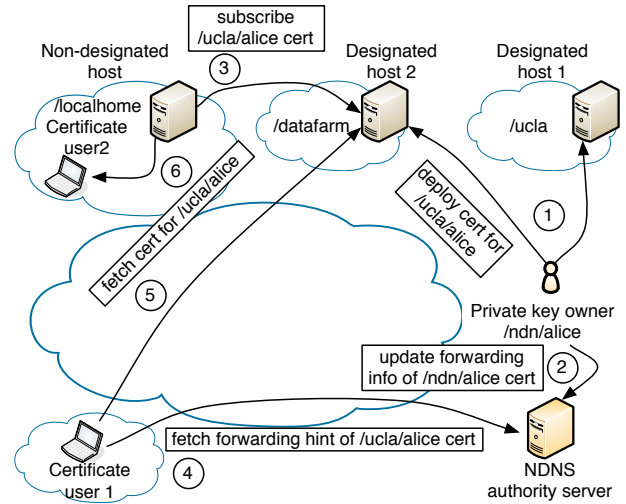 subscribe
/ucla/alice cert
Non-designated
host
3
Designated
host 2
Designated
host 1
/localhome
Certificate
user2
/datafarm
/ucla
6
fetch cert for /ucla/alice
deploy cert for
/ucla/alice
1
5
Private key owner
/ndn/alice
update forwarding
info of /ndn/alice cert
2
fetch forwarding hint of /ucla/alice cert
Certificate
user 1
4
NDNS
authority server